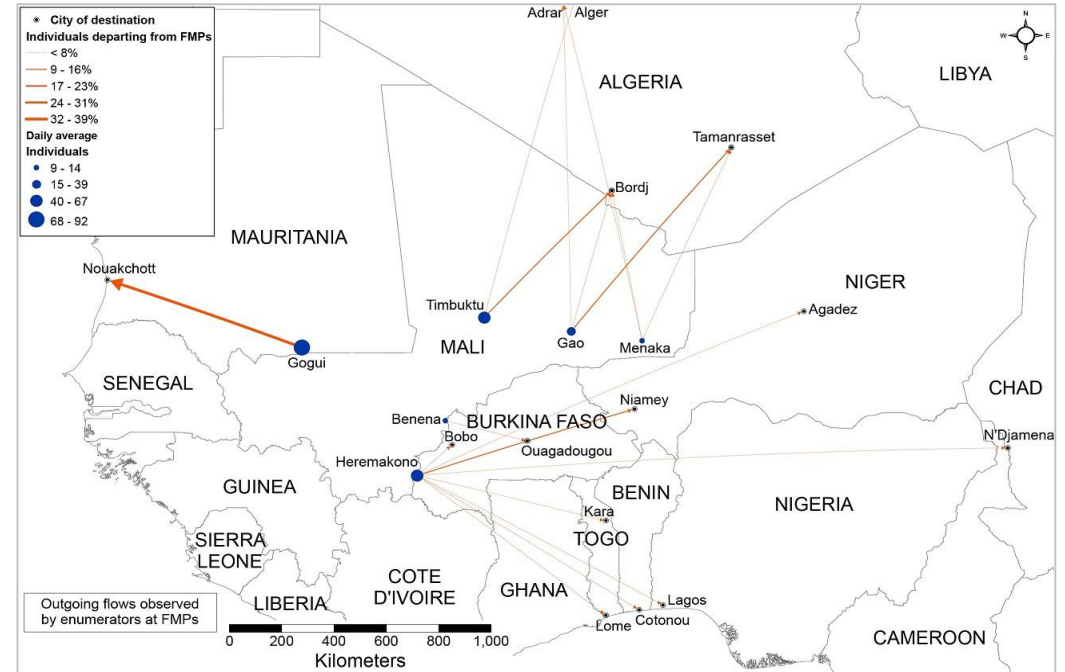 City of destination
Individuals departing from FMPs
< 8%
9 - 16%
17 - 23%
24 - 31%
32 - 39%
Daily average
Individuals
9 - 14
15 - 39
40 - 67
68 - 92
Adrar
Alger
N
W
E
S
ALGERIA
LIBYA
Tamanrasset
Bordj
MAURITANIA
Nouakchott
NIGER
Timbuktu
Agadez
MALI
Gao
Menaka
Gogui
SENEGAL
CHAD
Niamey
Benena
BURKINA FASO
Bobo
N'Djamena
Ouagadougou
Heremakono
GUINEA
BENIN
NIGERIA
Kara
TOGO
SIERRA
LEONE
COTE
D'IVOIRE
GHANA
LIBERIA
Lagos
Cotonou
Lome
CAMEROON
Outgoing flows observed
by enumerators at FMPs
0 200 400 600 800 1,000
Kilometers